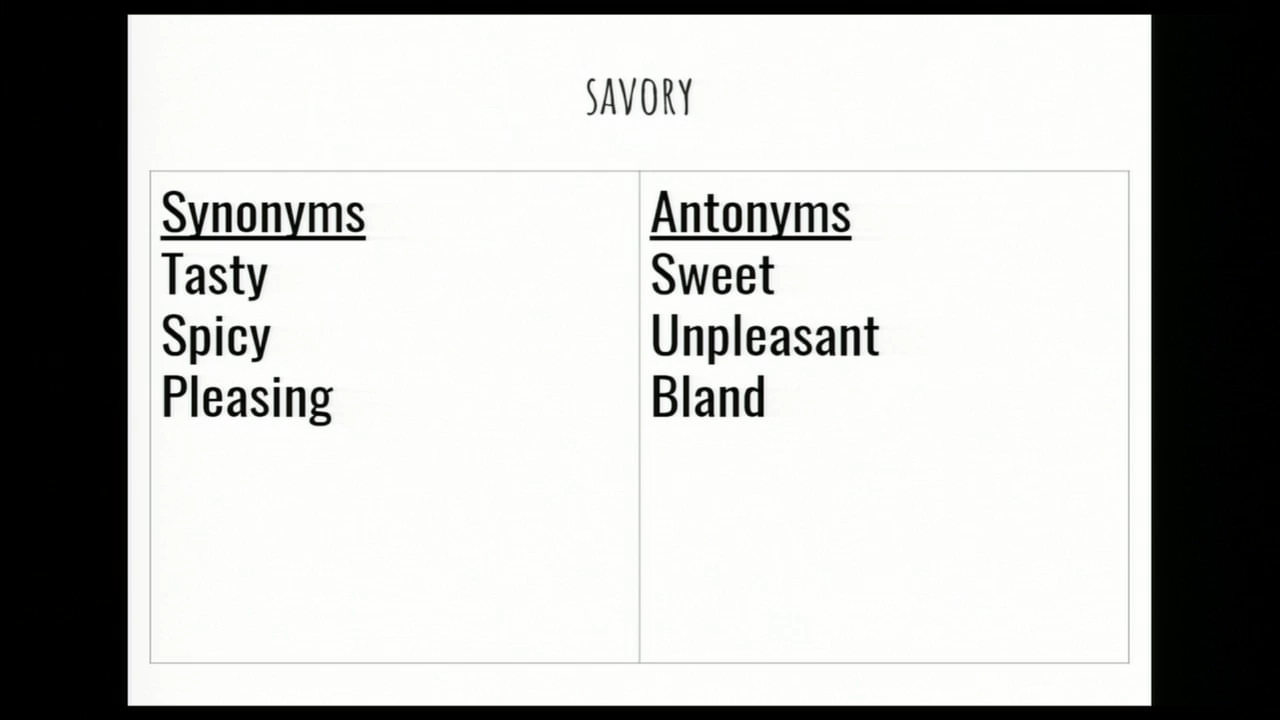 SAVORY
Synonyms
Tasty
Spicy
Pleasing
Antonyms
Sweet
Unpleasant
Bland